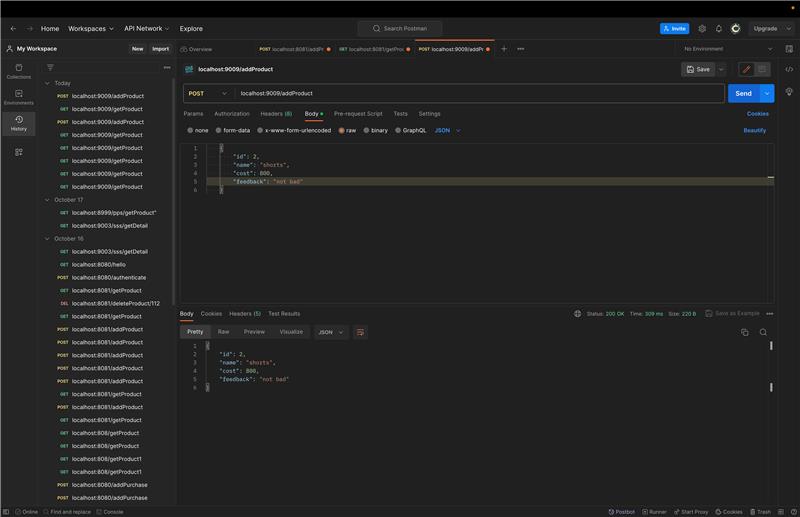 Home Workspaces API Network Explore Search Postman Invite Upgrade
My Workspace New Import Overview POST localhost:8081/addPr GET localhost:8081/getProc POST localhost:9009/addPr No Environment
Collections
Environments
History
Today
POST localhost:9009/addProduct
GET localhost:9009/getProduct
POST localhost:9009/addProduct
GET localhost:9009/getProduct
GET localhost:9009/getProduct
GET localhost:9009/getProduct
GET localhost:9009/getProduct
GET localhost:9009/getProduct
October 17
GET localhost:8999/pps/getProduct"
GET localhost:9003/sss/getDetail
October 16
GET localhost:9003/sss/getDetail
GET localhost:8080/hello
POST localhost:8080/authenticate
GET localhost:8081/getProduct
DEL localhost:8081/deleteProduct/112
GET localhost:8081/getProduct
POST localhost:8081/addProduct
POST localhost:8081/addProduct
POST localhost:8081/addProduct
POST localhost:8081/addProduct
POST localhost:8081/addProduct
GET localhost:8081/getProduct
POST localhost:8081/addProduct
GET localhost:8081/getProduct
GET localhost:808/getProduct
GET localhost:808/getProduct
GET localhost:808/getProduct1
GET localhost:808/getProduct1
POST localhost:8080/addPurchase
POST localhost:8080/addPurchase
localhost:9009/addProduct Save
POST localhost:9009/addProduct Send
Params Authorization Headers (8) Body Pre-request Script Tests Settings Cookies
none form-data x-www-form-urlencoded raw binary GraphQL JSON Beautify
1 {
2 "id": 2,
3 "name": "shorts",
4 "cost": 800,
5 "feedback": "not bad"
6 }
Body Cookies Headers (5) Test Results Status: 200 OK Time: 309 ms Size: 220 B Save as Example
Pretty Raw Preview Visualize JSON
1 {
2 "id": 2,
3 "name": "shorts",
4 "cost": 800,
5 "feedback": "not bad"
6 }
Online Find and replace Console Postbot Runner Start Proxy Cookies Trash